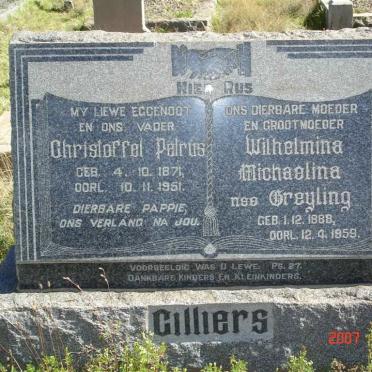 HIER RUS
MY LIEWE EGGENOOT
EN ONS VADER
Christoffel Petrus
GEB. 4. 10. 1871,
OORL. 10. 11. 1951.
DIERBARE PAPPIE,
ONS VERLANG NA JOU.
ONS DIERBARE MOEDER
EN GROOTMOEDER
Wilhelmina
Michaelina
nee Greyling
GEB. 1. 12. 1888,
OORL. 12. 4. 1959.
VOORBEELDIG WAS U LEWE. PS. 27.
DANKBARE KINDERS EN KLEINKINDERS.
Cilliers
2007